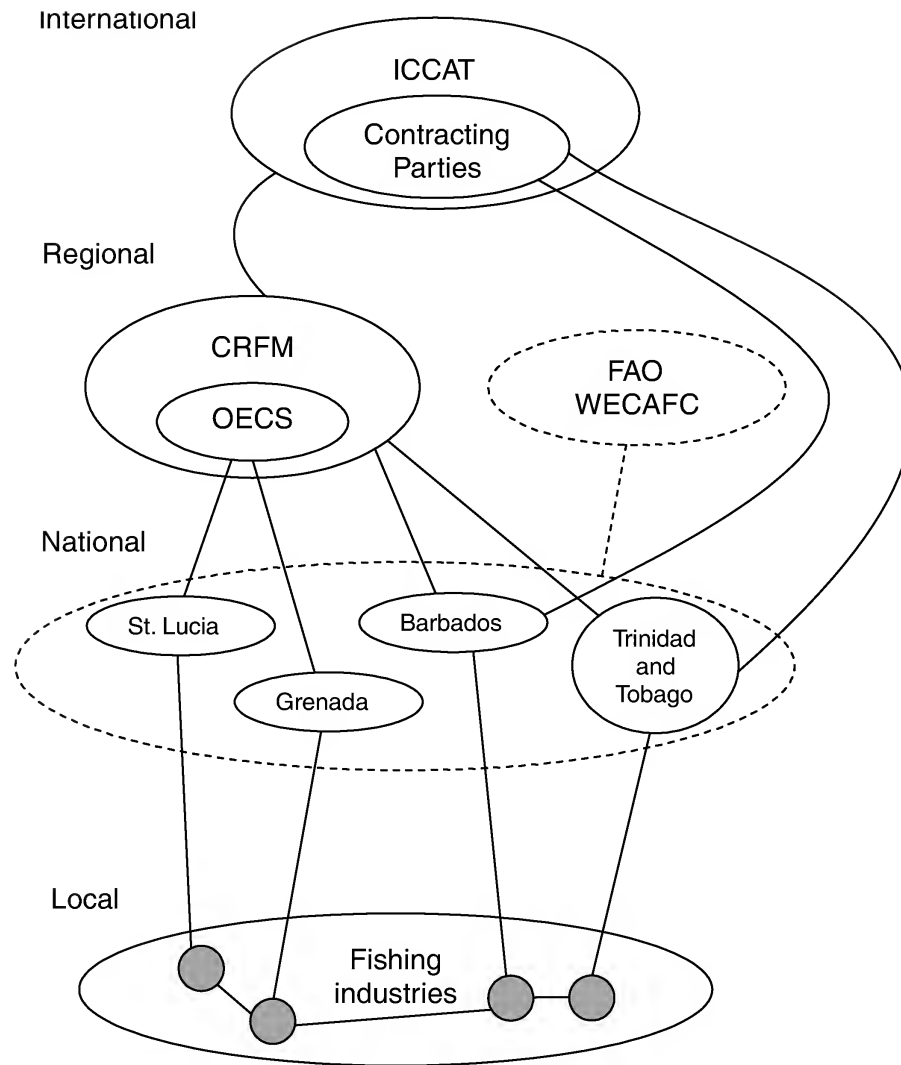 International
ICCAT
Contracting
Parties
Regional
CRFM
OECS
FAO
WECAFC
National
St. Lucia
Barbados
Grenada
Trinidad
and
Tobago
Local
Fishing
industries